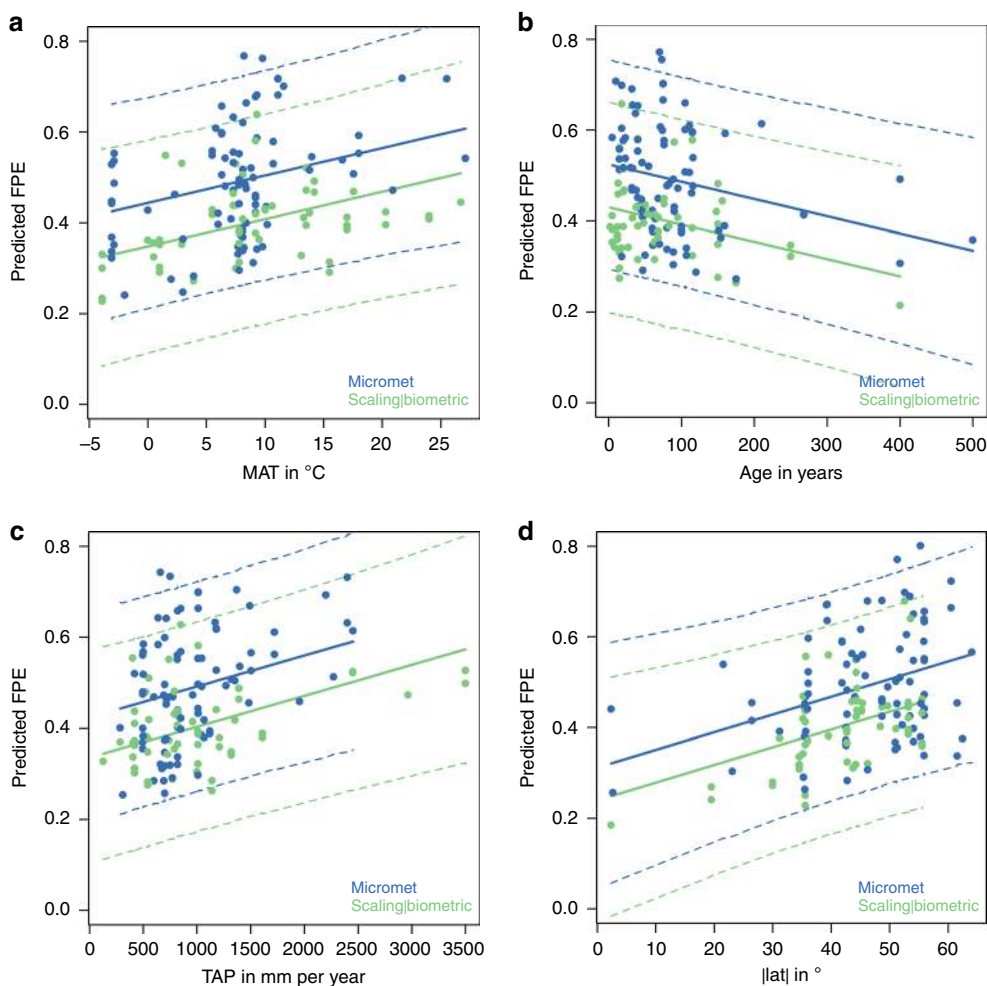 a
0.8
0.6
0.4
0.2
0.0
Predicted FPE
Micromet
Scaling|biometric
–5 0 5 10 15 20 25
MAT in °C
b
0.8
0.6
0.4
0.2
0.0
Predicted FPE
Micromet
Scaling|biometric
0 100 200 300 400 500
Age in years
c
0.8
0.6
0.4
0.2
0.0
Predicted FPE
Micromet
Scaling|biometric
0 500 1000 1500 2000 2500 3000 3500
TAP in mm per year
d
0.8
0.6
0.4
0.2
0.0
Predicted FPE
Micromet
Scaling|biometric
0 10 20 30 40 50 60
|lat| in °